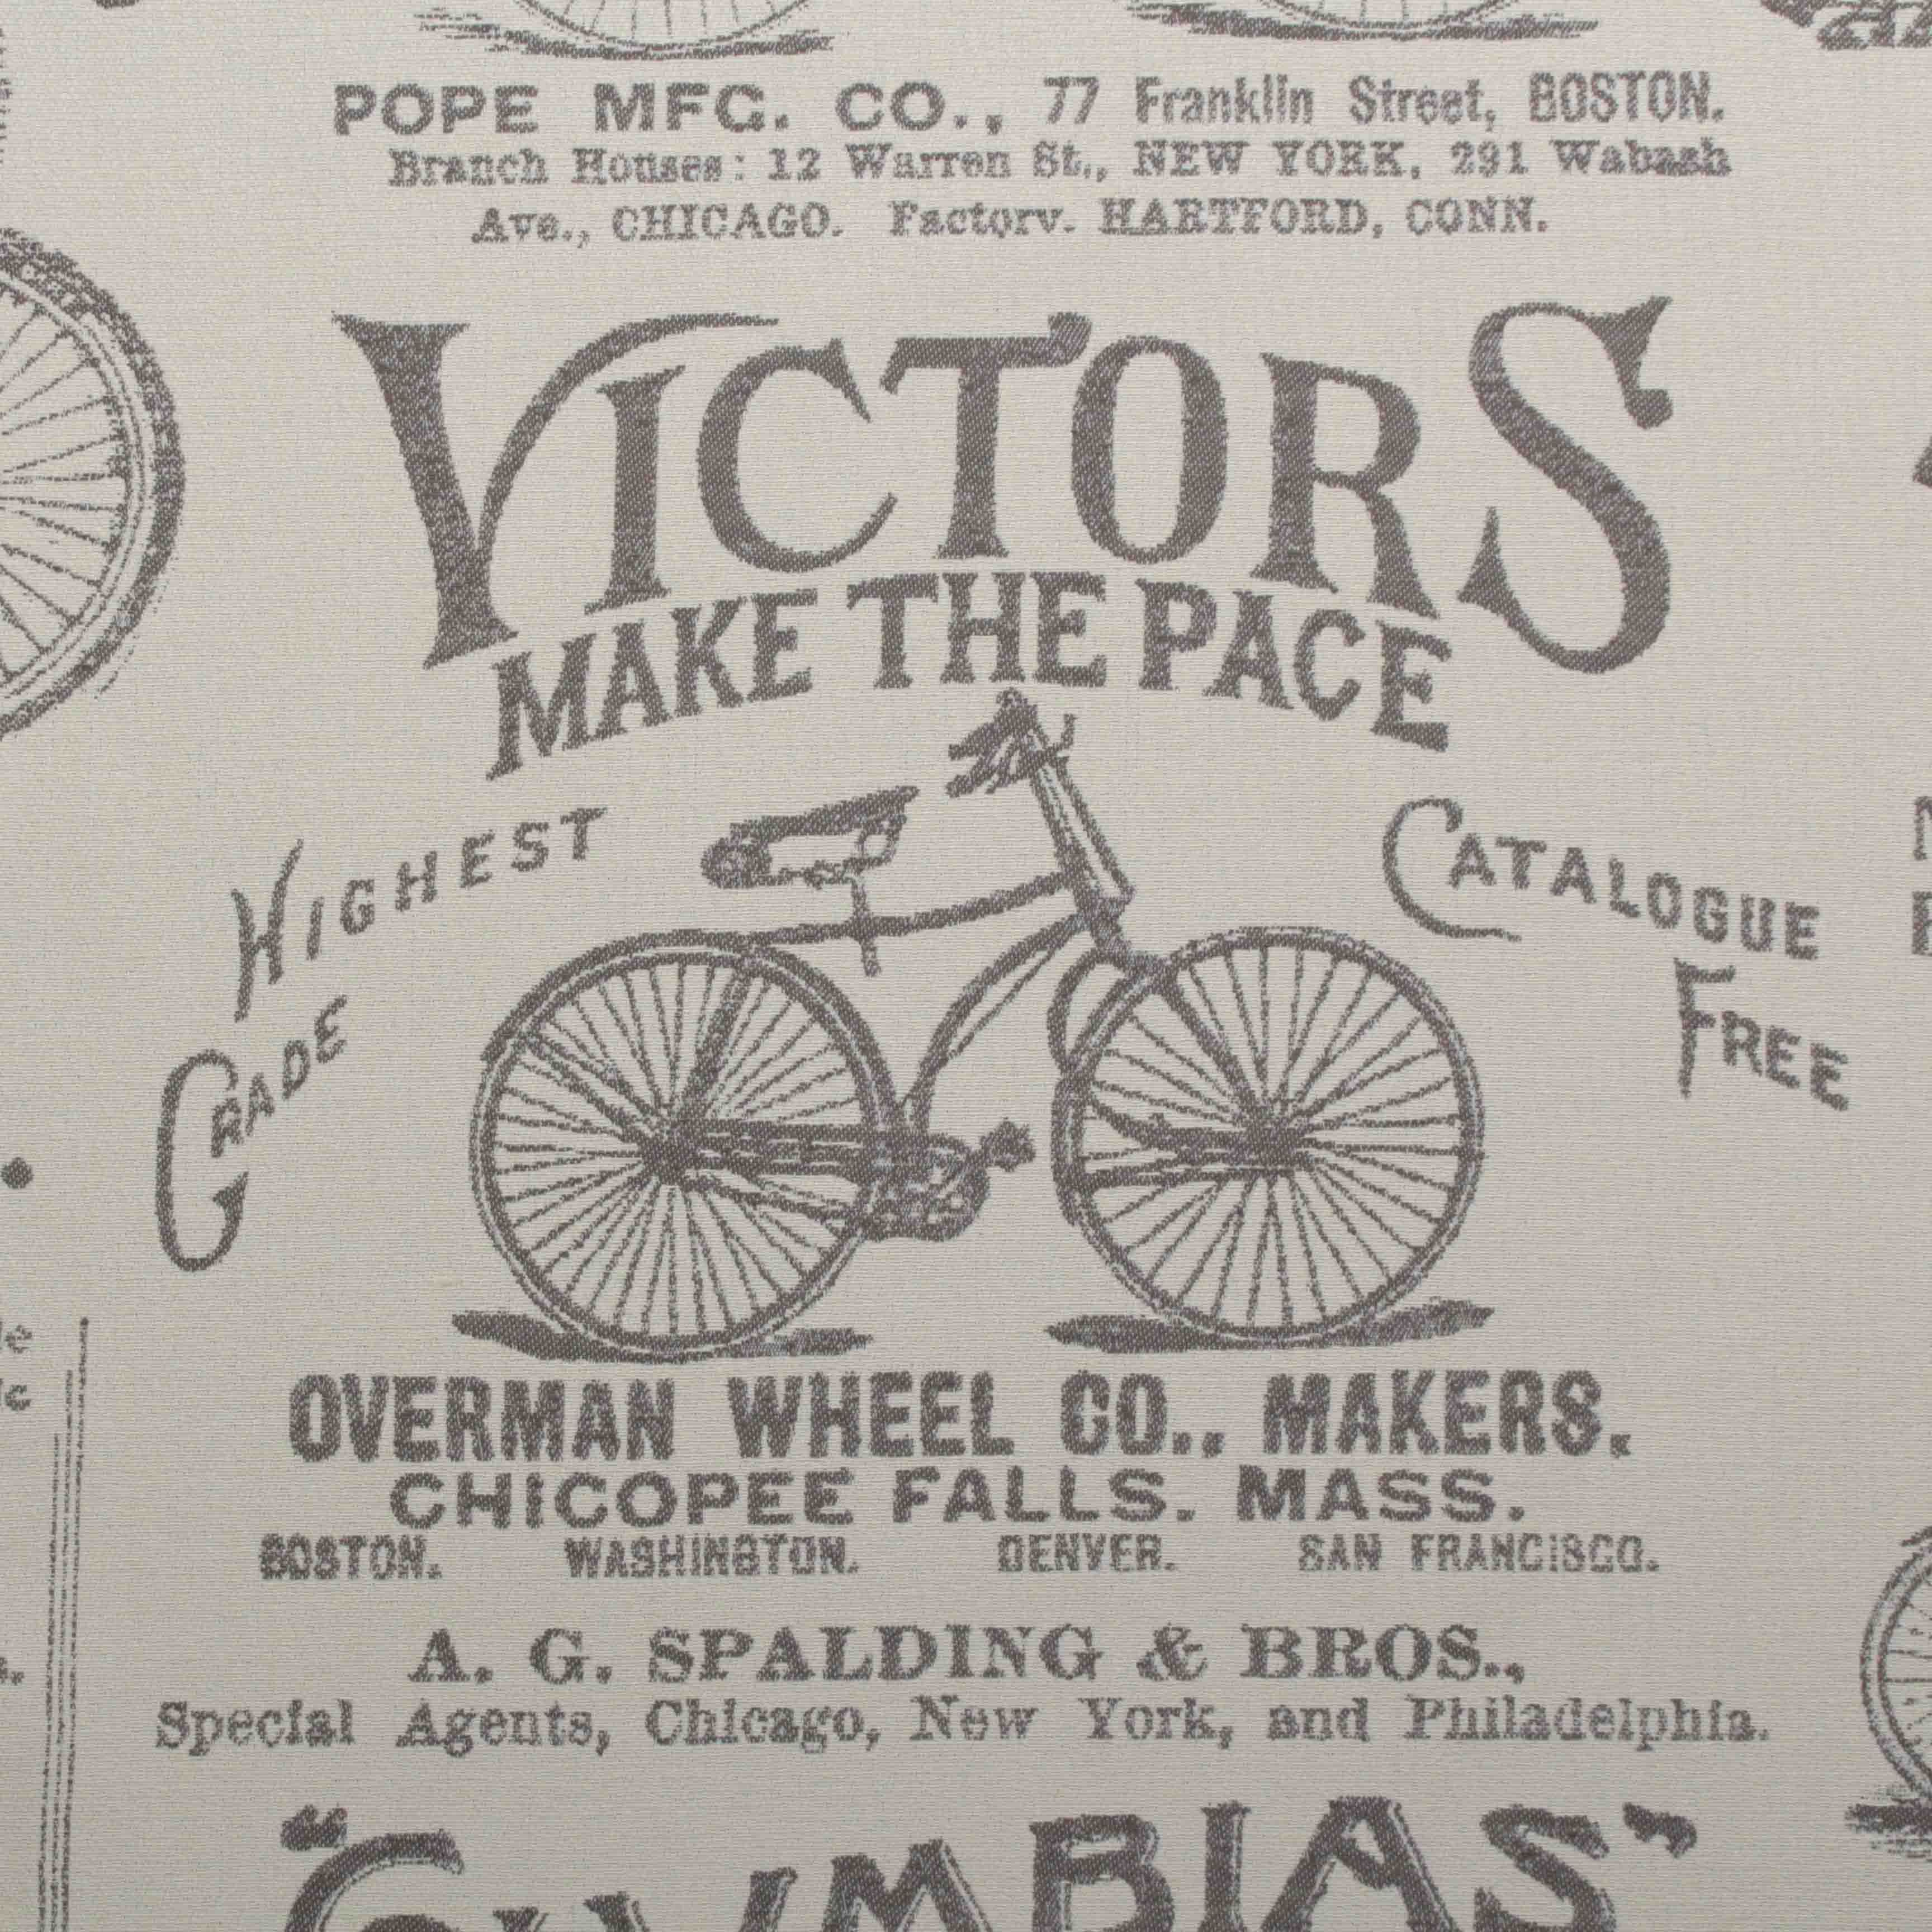 POPE MFG. CO., 77 Franklin Street, BOSTON.
Branch Houses: 12 Warren St., NEW YORK, 291 Wabash
Ave., CHICAGO. Factory. HARTFORD, CONN.
VICTORS
MAKE THE PACE
HIGHEST
GRADE
CATALOGUE
FREE
OVERMAN WHEEL CO., MAKERS.
CHICOPEE FALLS. MASS.
BOSTON. WASHINGTON. DENVER. SAN FRANCISCO.
A. G. SPALDING & BROS.,
Special Agents, Chicago, New York, and Philadelphia.